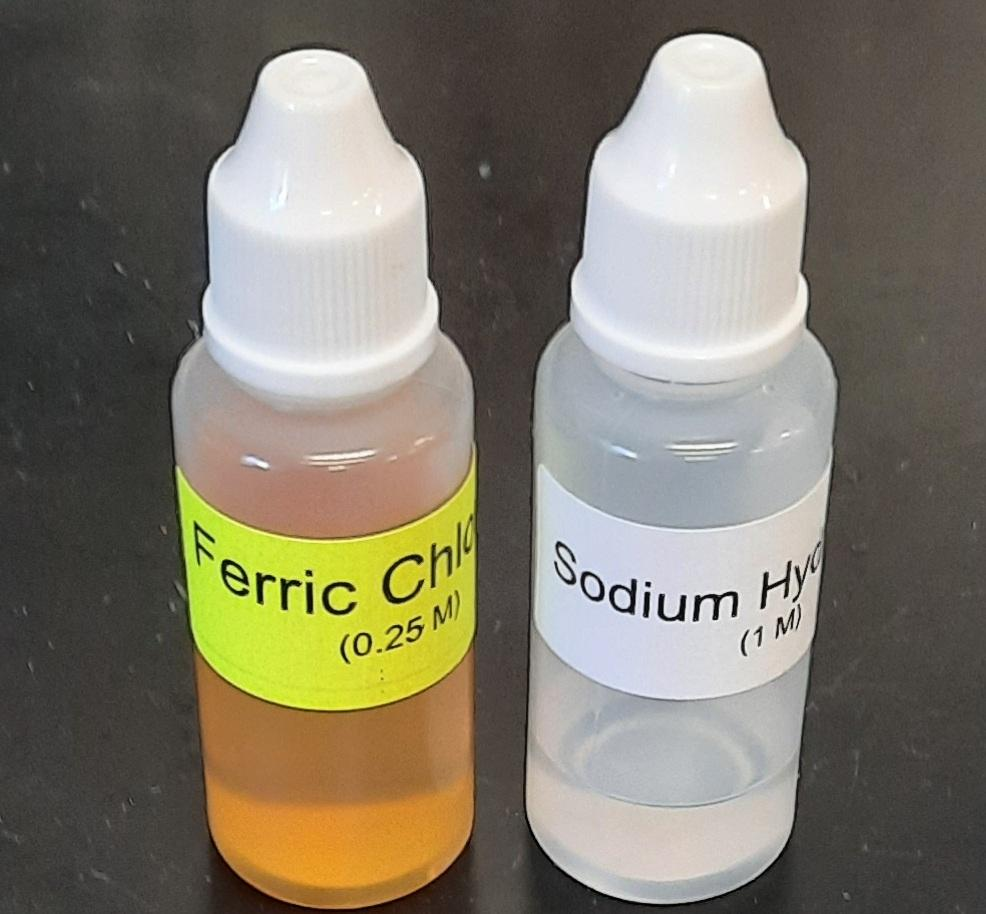 Ferric Chlo
(0.25 M)
Sodium Hyd
(1 M)